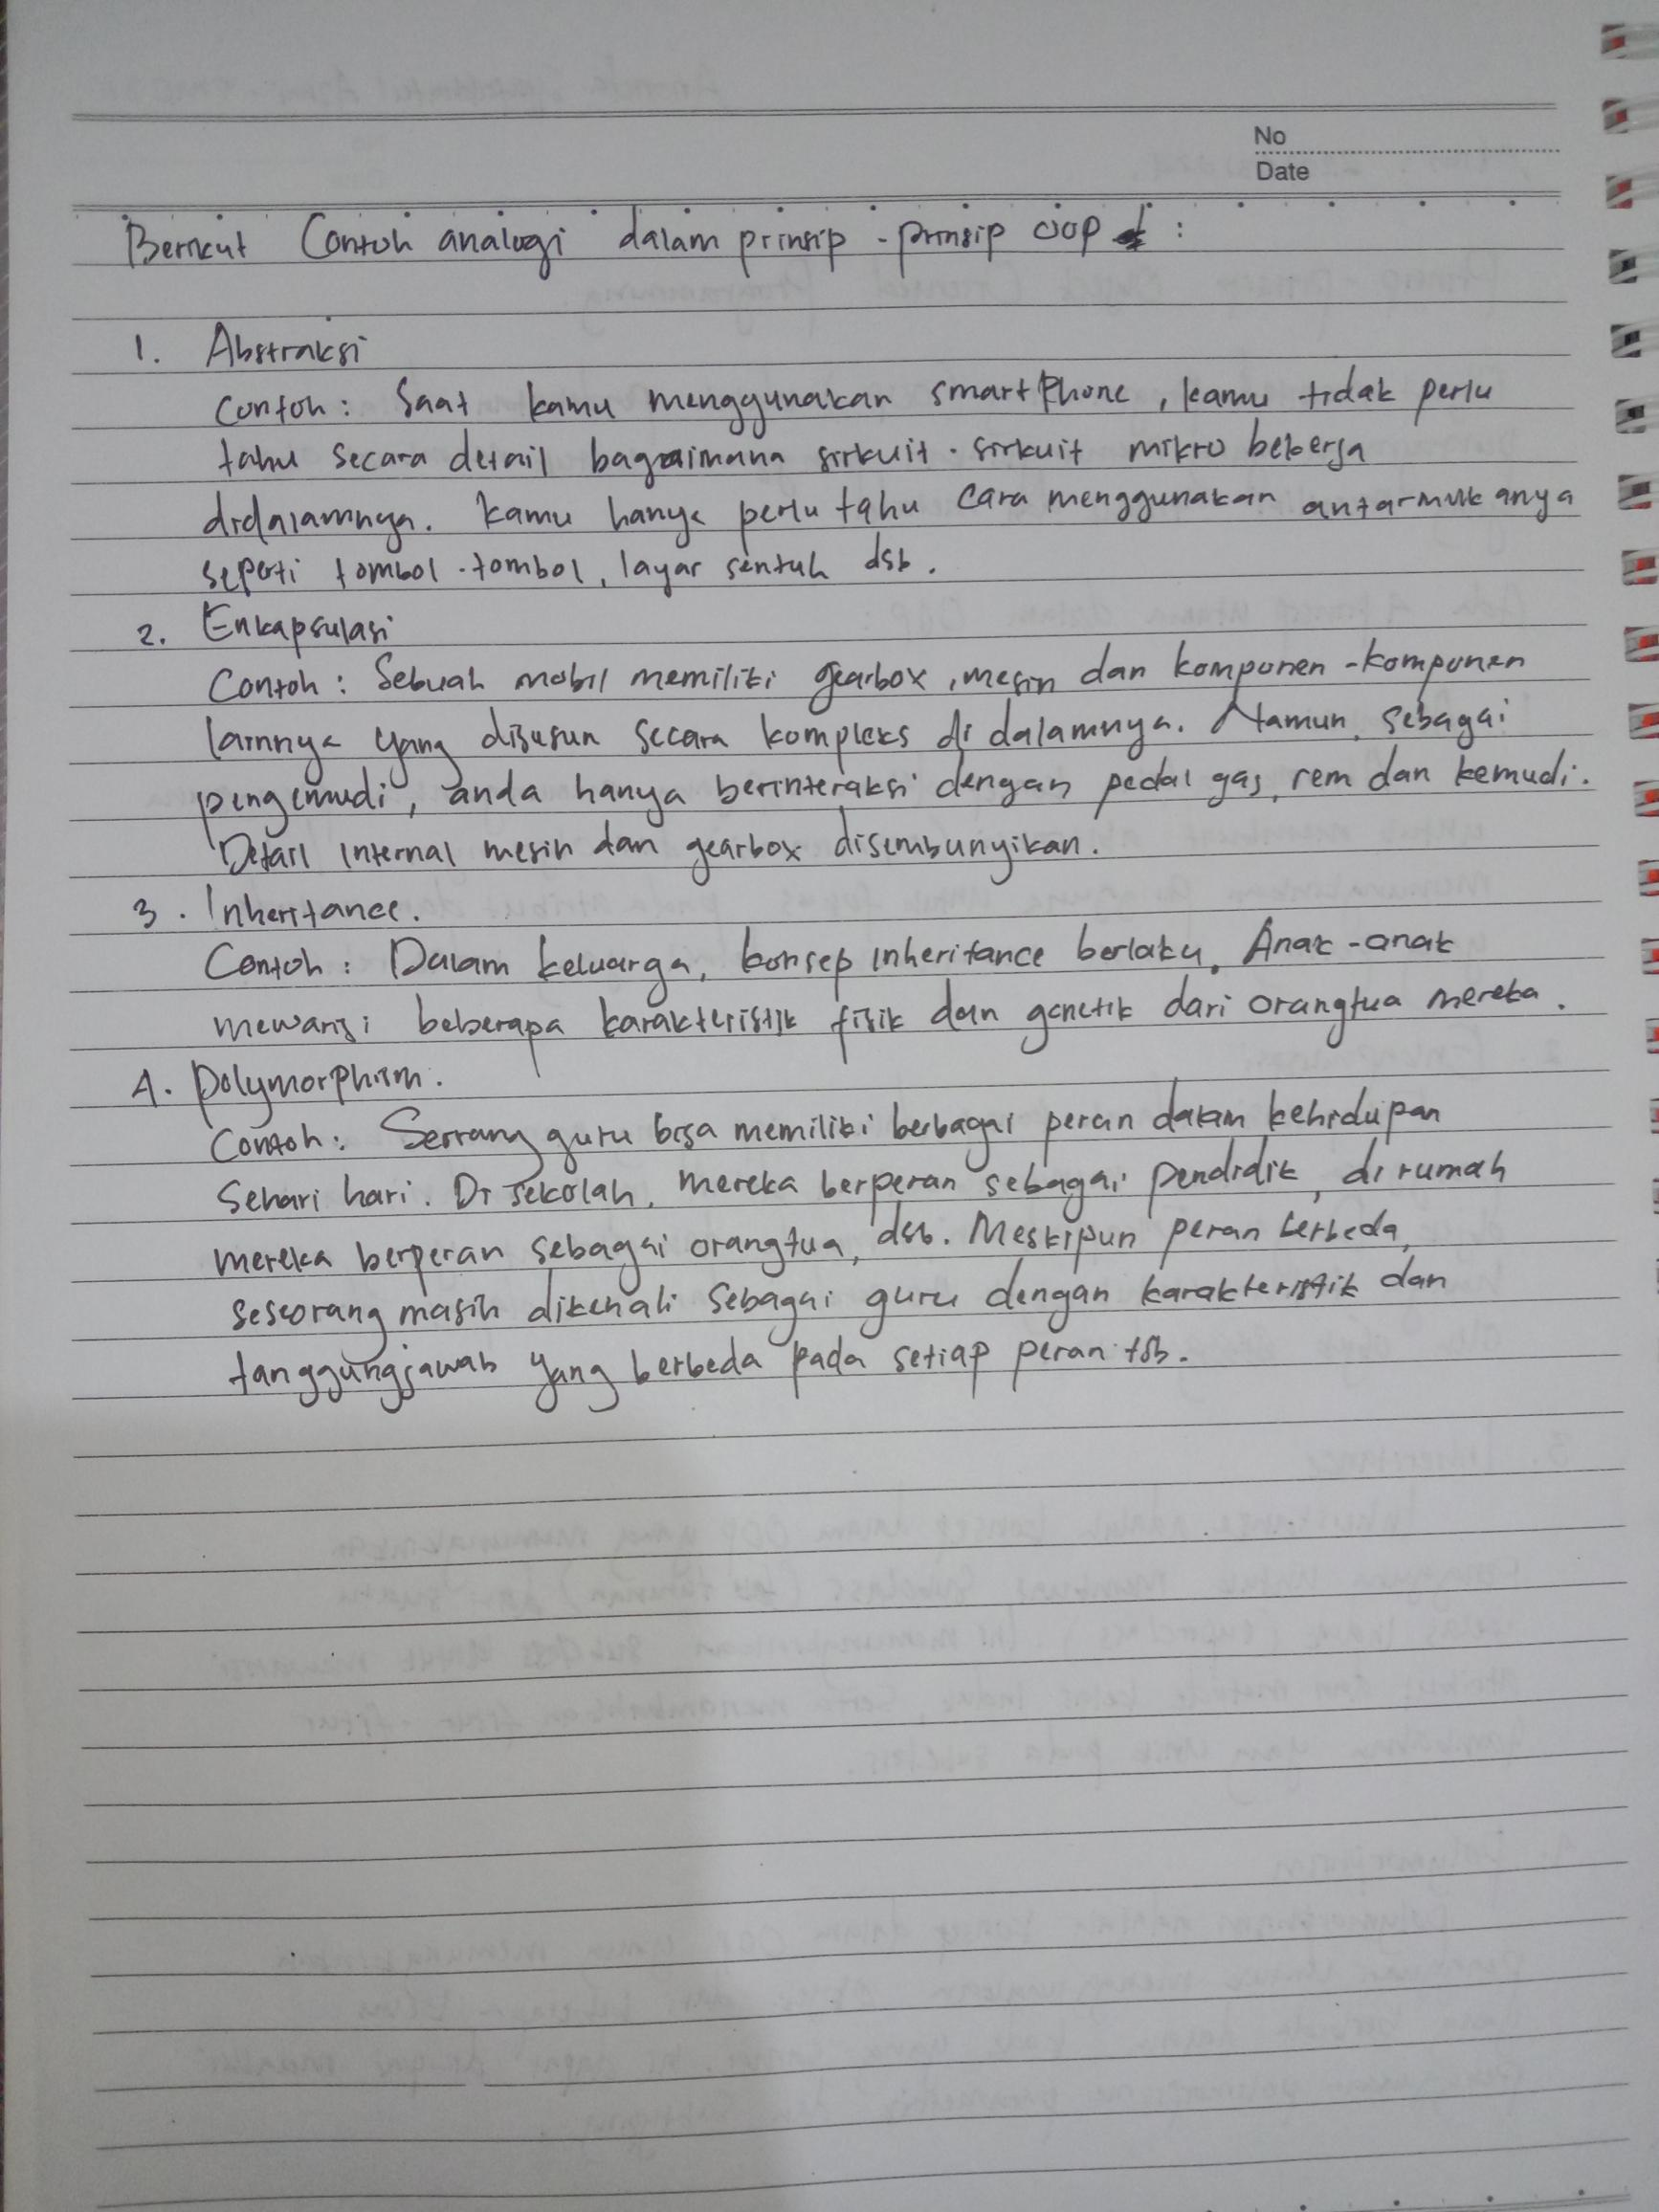 No
Date
Berikut Contoh analogi dalam prinsip - prinsip OOP :
1. Abstraksi
Contoh : Saat kamu menggunakan smartPhone , kamu tidak perlu
tahu secara detail bagaimana sirkuit - sirkuit mikro bekerja
didalamnya. kamu hanya perlu tahu cara menggunakan antarmukanya
seperti tombol - tombol, layar sentuh dsb.
2. Enkapsulasi
Contoh : Sebuah mobil memiliki gearbox, mesin dan komponen - komponen
lainnya yang disusun secara kompleks di dalamnya. Namun, sebagai
pengemudi, anda hanya berinteraksi dengan pedal gas, rem dan kemudi.
Detail internal mesin dan gearbox disembunyikan.
3. Inheritance.
Contoh : Dalam keluarga, konsep inheritance berlaku. Anak - anak
mewarisi beberapa karakteristik fisik dan genetik dari orangtua mereka.
4. Polymorphism.
Contoh : Seorang guru bisa memiliki berbagai peran dalam kehidupan
Sehari hari. Di sekolah, mereka berperan sebagai pendidik, di rumah
mereka berperan sebagai orangtua, dsb. Meskipun peran berbeda,
seseorang masih dikenali sebagai guru dengan karakteristik dan
tanggungjawab yang berbeda pada setiap peran tsb.